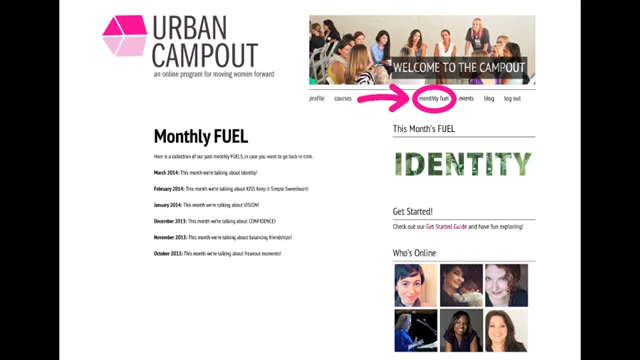 URBAN
CAMPOUT
an online program for moving women forward
WELCOME TO THE CAMPOUT
profile courses monthly fuel events blog log out
Monthly FUEL
Here is a collection of our past monthly FUELS, in case you want to go back in time.
March 2014: This month we're talking about Identity!
February 2014: This month we're talking about KISS Keep it Simple Sweetheart!
January 2014: This month we're talking about VISION!
December 2013: This month we're talking about CONFIDENCE!
November 2013: This month we're talking about balancing friendships!
October 2013: This month we're talking about freakout moments!
This Month's FUEL
IDENTITY
Get Started!
Check out our Get Started Guide and have fun exploring!
Who's Online